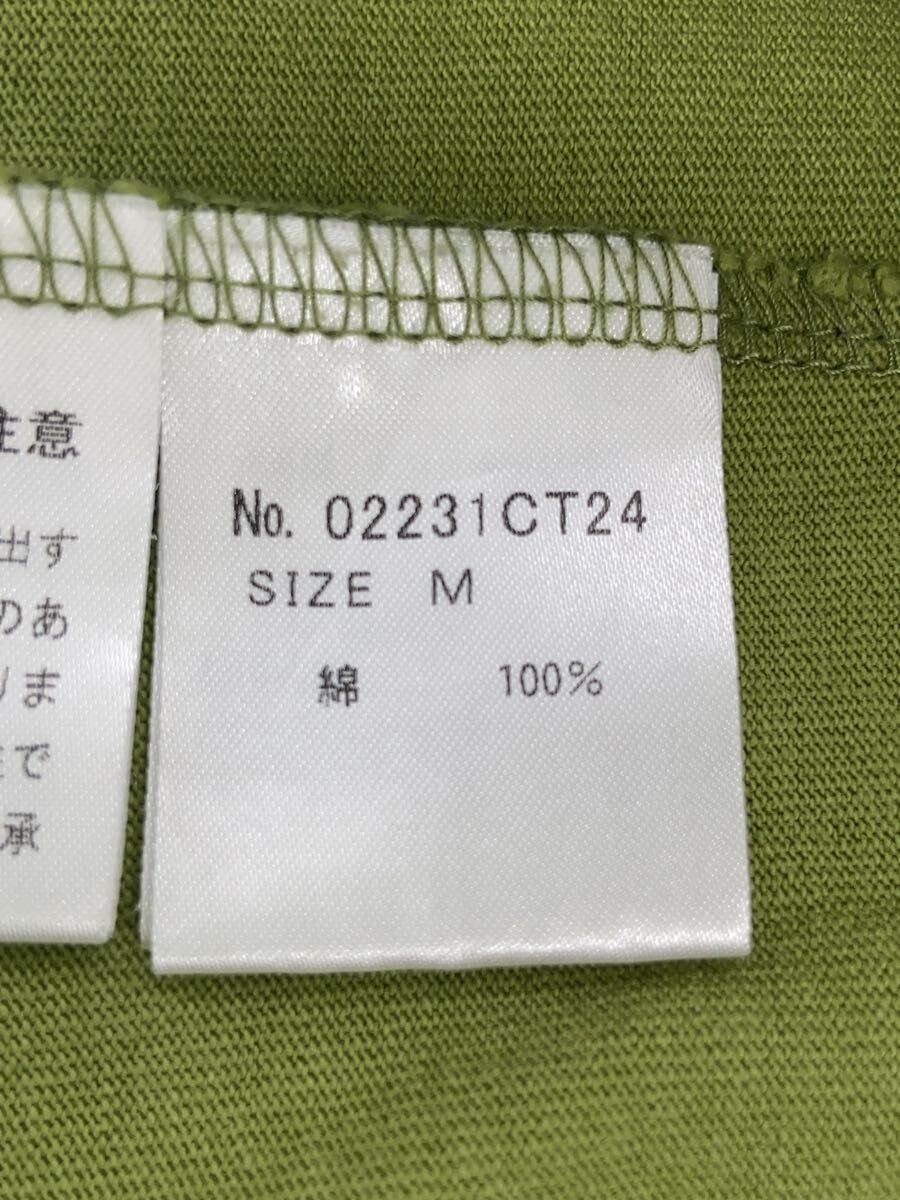 注意
出す
のあ
りま
で
承
No. 02231CT24
SIZE M
綿 100%